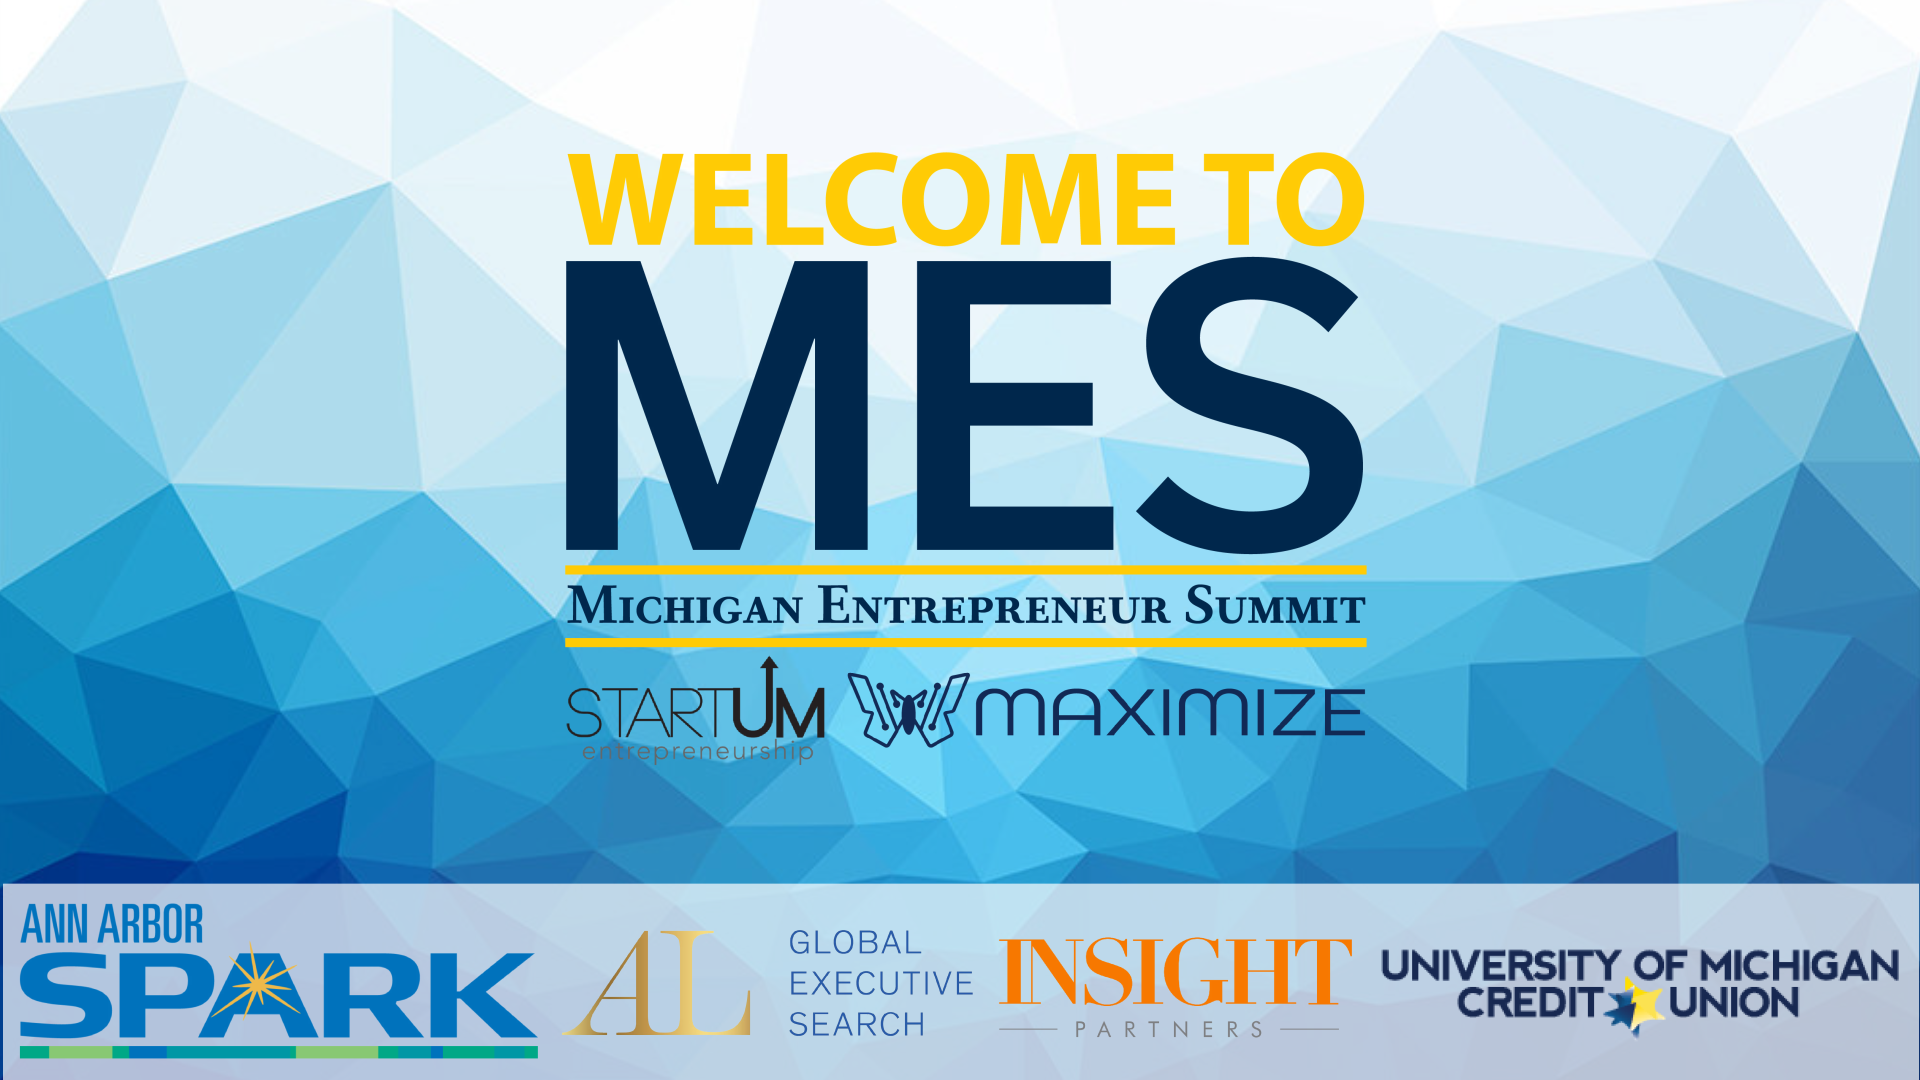 WELCOME TO
MES
MICHIGAN ENTREPRENEUR SUMMIT
STARTUM
entrepreneurship
MAXIMIZE
ANN ARBOR
SPARK
AL
GLOBAL
EXECUTIVE
SEARCH
INSIGHT
PARTNERS
UNIVERSITY OF MICHIGAN
CREDIT UNION